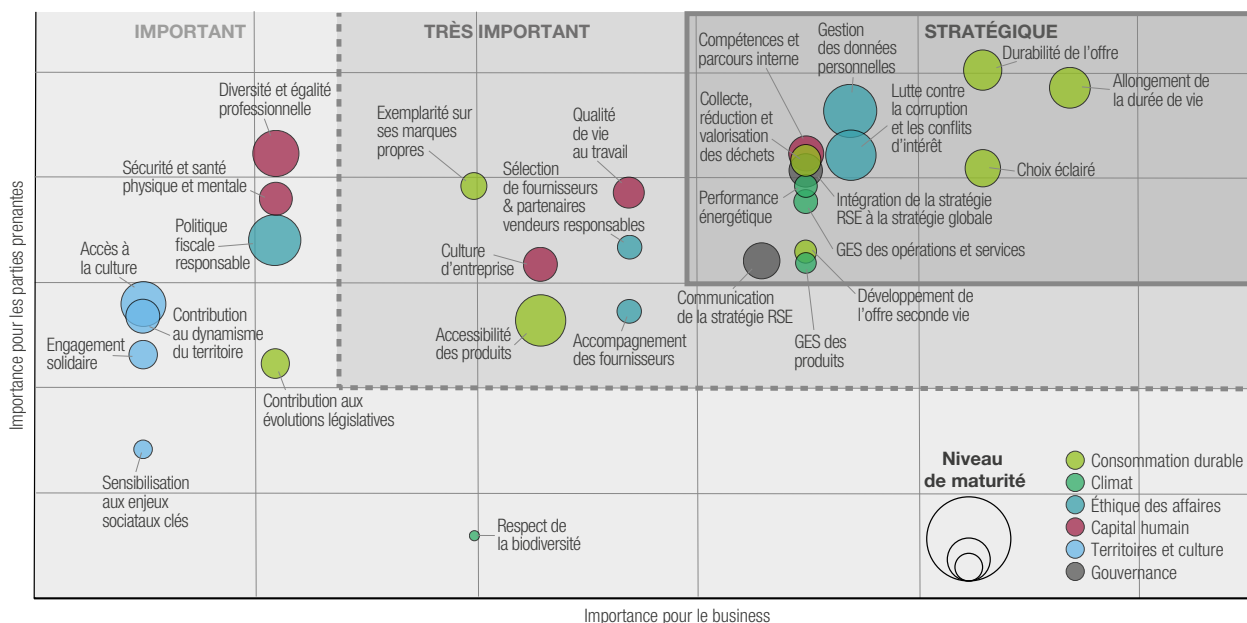 IMPORTANT
TRÈS IMPORTANT
STRATÉGIQUE
Importance pour les parties prenantes
Diversité et égalité
professionnelle
Sécurité et santé
physique et mentale
Politique
fiscale
responsable
Accès à
la culture
Contribution
au dynamisme
du territoire
Engagement
solidaire
Contribution aux
évolutions législatives
Sensibilisation
aux enjeux
sociataux clés
Exemplarité sur
ses marques
propres
Qualité
de vie
au travail
Sélection
de fournisseurs
& partenaires
vendeurs responsables
Culture
d'entreprise
Accessibilité
des produits
Accompagnement
des fournisseurs
Respect de
la biodiversité
Compétences et
parcours interne
Gestion
des données
personnelles
Collecte,
réduction et
valorisation
des déchets
Lutte contre
la corruption
et les conflits
d'intérêt
Durabilité de l'offre
Allongement de
la durée de vie
Choix éclairé
Performance
énergétique
Intégration de la stratégie
RSE à la stratégie globale
GES des opérations et services
Communication
de la stratégie RSE
Développement de
l'offre seconde vie
GES des
produits
Niveau
de maturité
Consommation durable
Climat
Éthique des affaires
Capital humain
Territoires et culture
Gouvernance
Importance pour le business